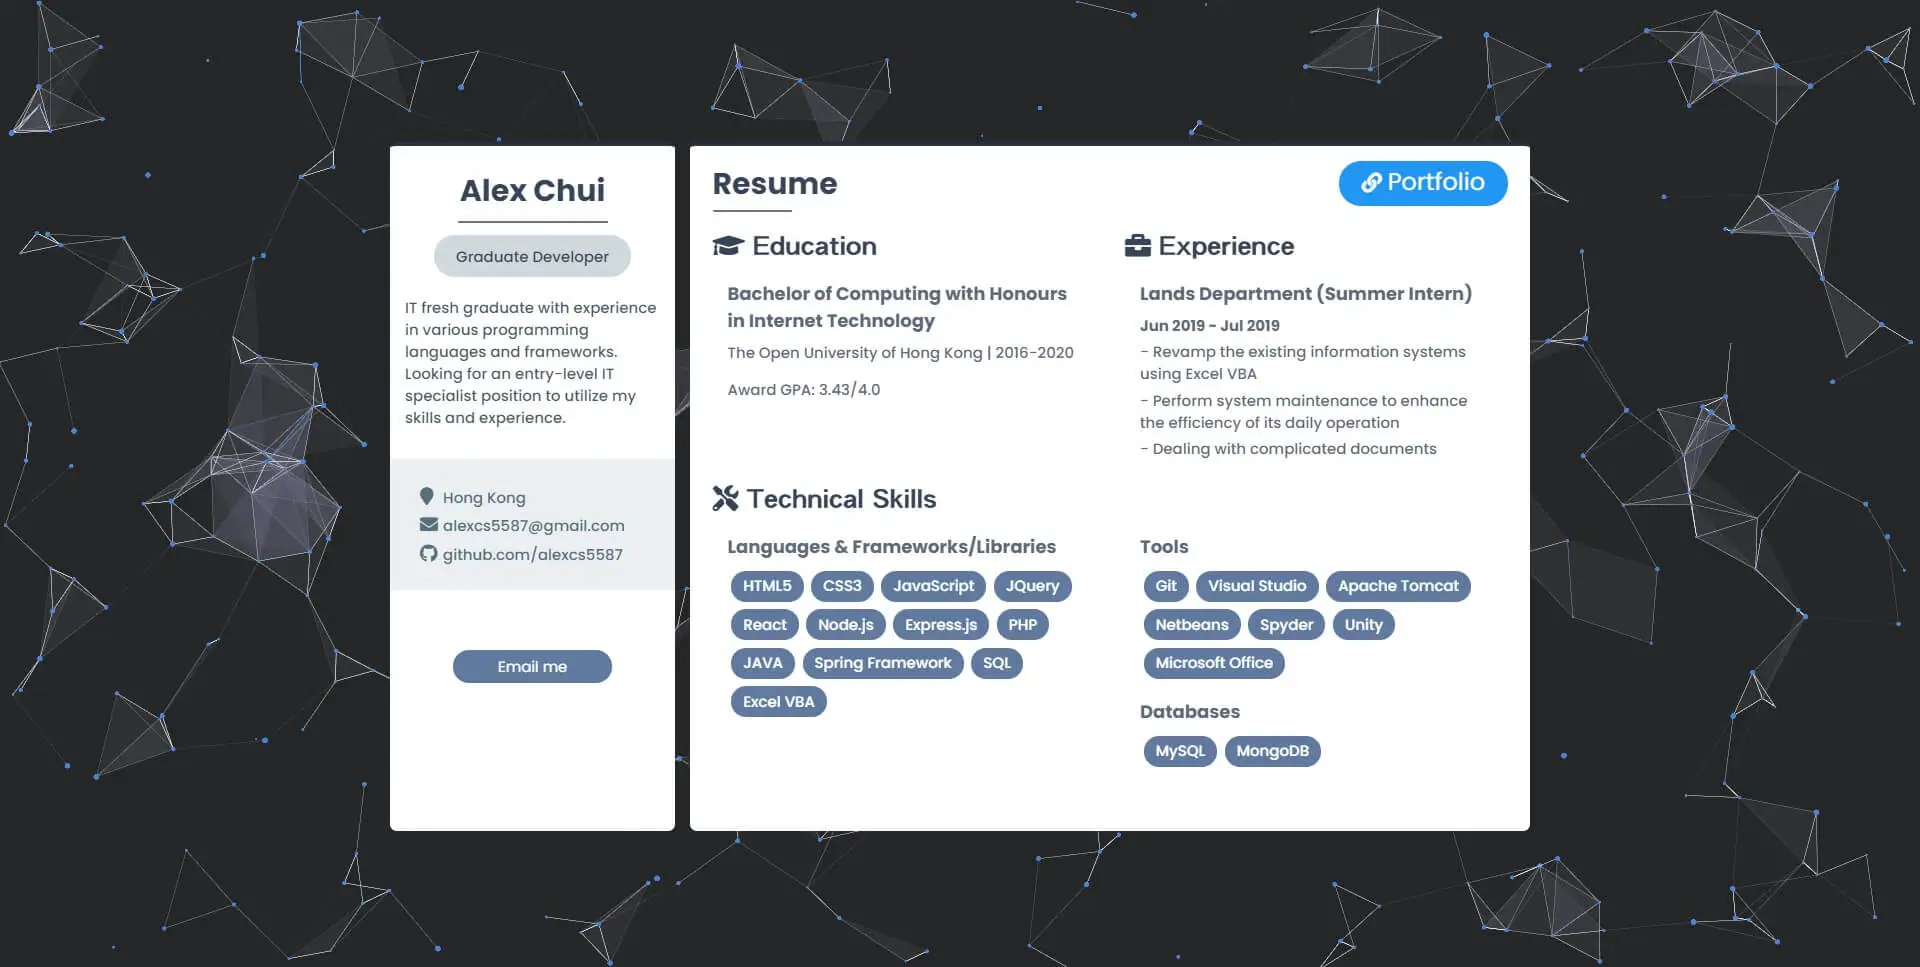 Alex Chui
Graduate Developer
IT fresh graduate with experience
in various programming
languages and frameworks.
Looking for an entry-level IT
specialist position to utilize my
skills and experience.
Hong Kong
alexcs5587@gmail.com
github.com/alexcs5587
Email me
Resume
Portfolio
Education
Bachelor of Computing with Honours
in Internet Technology
The Open University of Hong Kong | 2016-2020
Award GPA: 3.43/4.0
Experience
Lands Department (Summer Intern)
Jun 2019 - Jul 2019
- Revamp the existing information systems
using Excel VBA
- Perform system maintenance to enhance
the efficiency of its daily operation
- Dealing with complicated documents
Technical Skills
Languages & Frameworks/Libraries
HTML5 CSS3 JavaScript JQuery
React Node.js Express.js PHP
JAVA Spring Framework SQL
Excel VBA
Tools
Git Visual Studio Apache Tomcat
Netbeans Spyder Unity
Microsoft Office
Databases
MySQL MongoDB